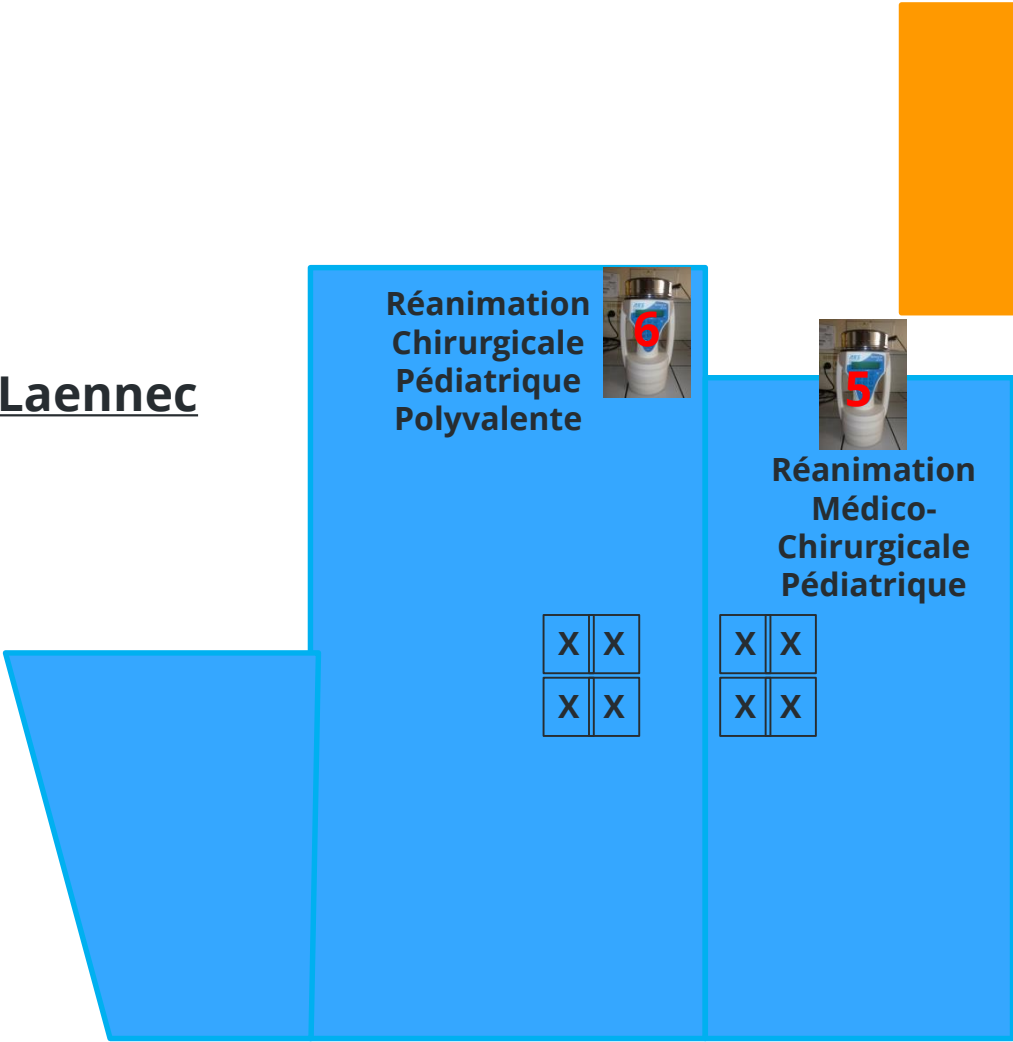 Laennec
Réanimation
Chirurgicale
Pédiatrique
Polyvalente
6
5
Réanimation
Médico-
Chirurgicale
Pédiatrique
X X
X X
X X
X X